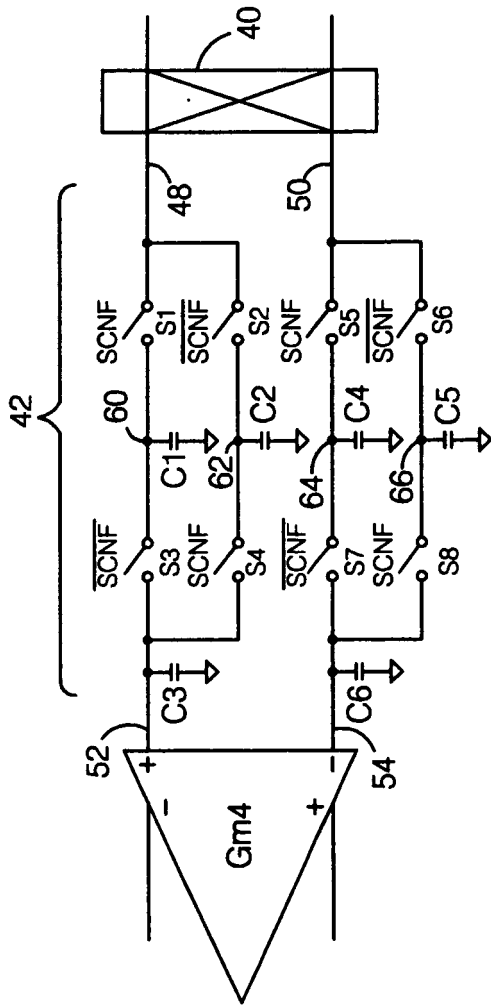 42
40
48
50
SCNF
S1
SCNF
S2
SCNF
S5
SCNF
S6
60
C1
62
C2
64
C4
66
C5
SCNF
S3
SCNF
S4
SCNF
S7
SCNF
S8
C3
C6
52
54
+
−
−
+
Gm4